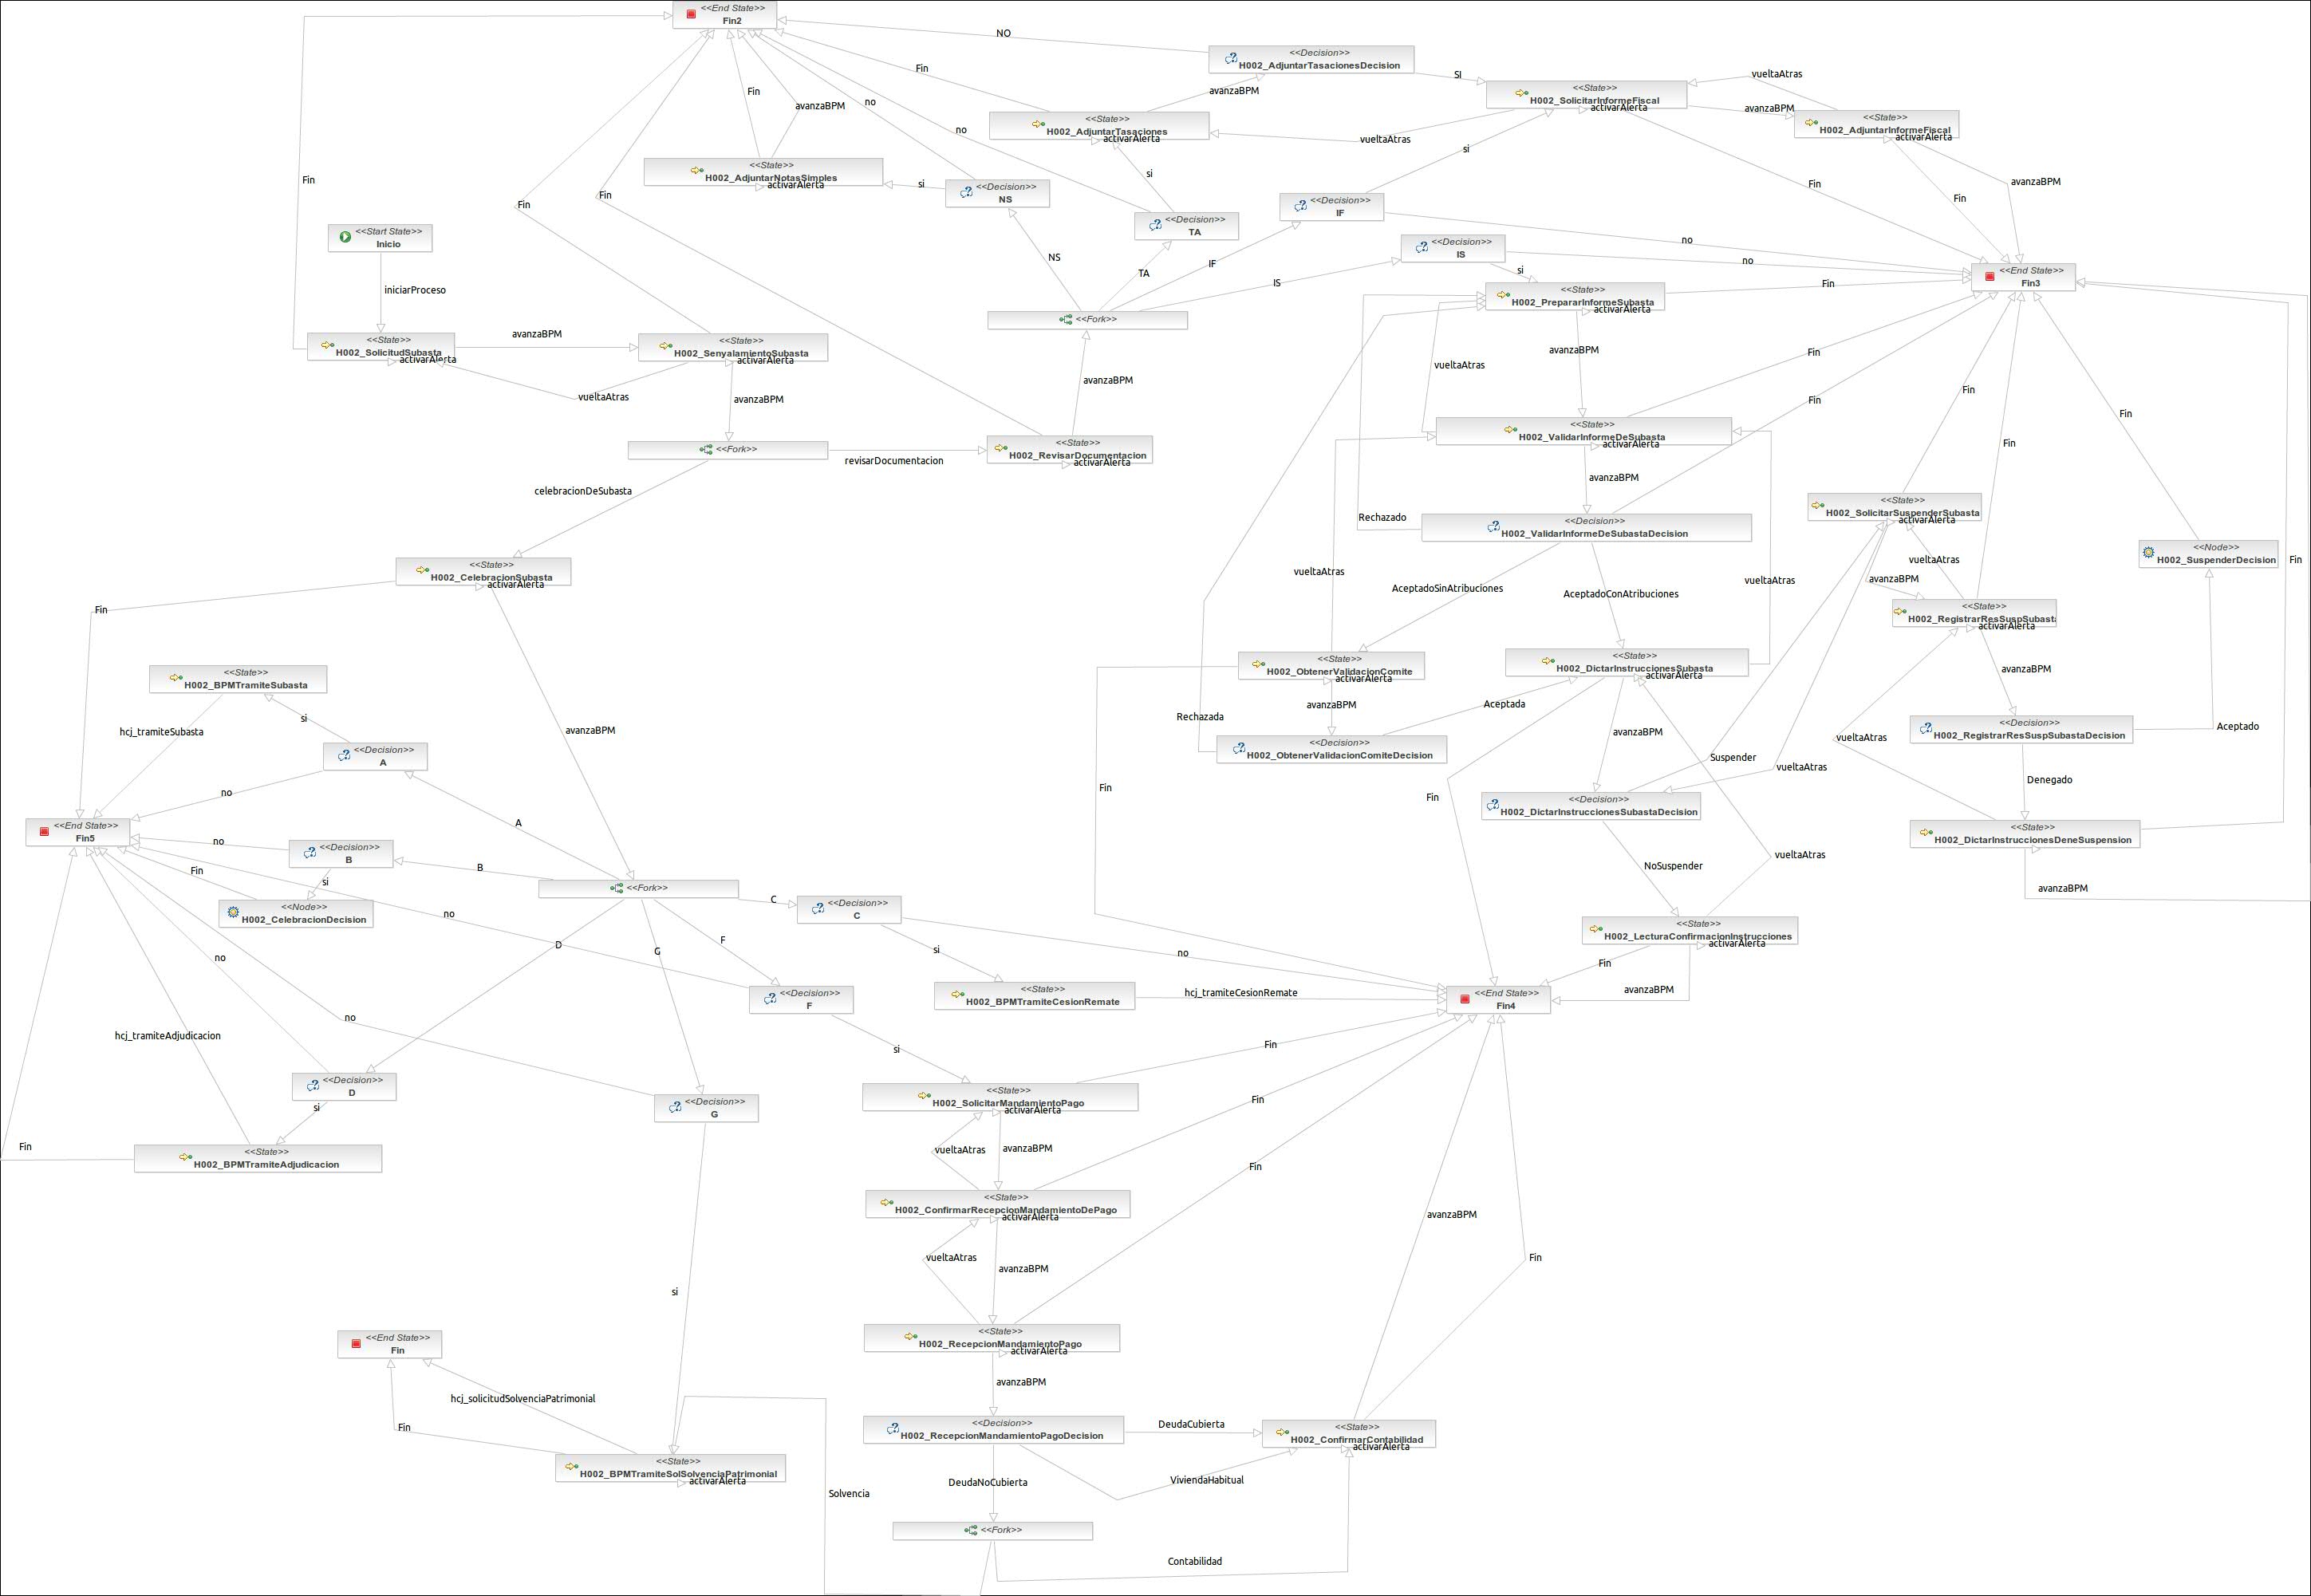 <<End State>>
Fin2
NO
<<Decision>>
H002_AdjuntarTasacionesDecision
Fin
SI
vueltaAtras
avanzaBPM
Fin
avanzaBPM
no
<<State>>
H002_SolicitarInformeFiscal
activarAlerta
avanzaBPM
<<State>>
H002_AdjuntarTasaciones
activarAlerta
no
vueltaAtras
<<State>>
H002_AdjuntarInformeFiscal
activarAlerta
si
<<State>>
H002_AdjuntarNotasSimples
activarAlerta
si
<<Decision>>
NS
si
Fin
Fin
avanzaBPM
Fin
Fin
Fin
<<Decision>>
TA
<<Decision>>
IF
<<Start State>>
Inicio
no
<<Decision>>
IS
no
NS
TA
IF
IS
si
<<End State>>
Fin3
iniciarProceso
<<State>>
H002_PrepararInformeSubasta
activarAlerta
Fin
<<Fork>>
avanzaBPM
<<State>>
H002_SolicitudSubasta
activarAlerta
<<State>>
H002_SenyalamientoSubasta
activarAlerta
avanzaBPM
Fin
vueltaAtras
avanzaBPM
vueltaAtras
avanzaBPM
Fin
Fin
Fin
<<State>>
H002_ValidarInformeDeSubasta
activarAlerta
<<Fork>>
revisarDocumentacion
<<State>>
H002_RevisarDocumentacion
activarAlerta
Fin
avanzaBPM
celebracionDeSubasta
<<State>>
H002_SolicitarSuspenderSubasta
activarAlerta
Rechazado
<<Decision>>
H002_ValidarInformeDeSubastaDecision
<<Node>>
H002_SuspenderDecision
Fin
vueltaAtras
<<State>>
H002_CelebracionSubasta
activarAlerta
vueltaAtras
AceptadoSinAtribuciones
AceptadoConAtribuciones
vueltaAtras
avanzaBPM
Fin
<<State>>
H002_RegistrarResSuspSubasta
activarAlerta
<<State>>
H002_BPMTramiteSubasta
<<State>>
H002_ObtenerValidacionComite
activarAlerta
<<State>>
H002_DictarInstruccionesSubasta
activarAlerta
avanzaBPM
avanzaBPM
Aceptada
Rechazada
si
hcj_tramiteSubasta
avanzaBPM
avanzaBPM
<<Decision>>
H002_RegistrarResSuspSubastaDecision
Aceptado
<<Decision>>
A
<<Decision>>
H002_ObtenerValidacionComiteDecision
vueltaAtras
Suspender
vueltaAtras
Denegado
no
Fin
Fin
<<Decision>>
H002_DictarInstruccionesSubastaDecision
A
<<End State>>
Fin5
<<State>>
H002_DictarInstruccionesDeneSuspension
no
<<Decision>>
B
vueltaAtras
NoSuspender
Fin
B
si
<<Fork>>
avanzaBPM
C
<<Decision>>
C
<<Node>>
H002_CelebracionDecision
no
<<State>>
H002_LecturaConfirmacionInstrucciones
activarAlerta
D
G
F
si
no
no
Fin
<<State>>
H002_BPMTramiteCesionRemate
hcj_tramiteCesionRemate
avanzaBPM
<<Decision>>
F
<<End State>>
Fin4
no
hcj_tramiteAdjudicacion
si
Fin
<<Decision>>
D
<<State>>
H002_SolicitarMandamientoPago
activarAlerta
si
<<Decision>>
G
Fin
Fin
vueltaAtras
avanzaBPM
<<State>>
H002_BPMTramiteAdjudicacion
Fin
<<State>>
H002_ConfirmarRecepcionMandamientoDePago
activarAlerta
avanzaBPM
vueltaAtras
avanzaBPM
Fin
si
<<End State>>
Fin
<<State>>
H002_RecepcionMandamientoPago
activarAlerta
avanzaBPM
hcj_solicitudSolvenciaPatrimonial
Fin
<<Decision>>
H002_RecepcionMandamientoPagoDecision
DeudaCubierta
<<State>>
H002_ConfirmarContabilidad
activarAlerta
<<State>>
H002_BPMTramiteSolSolvenciaPatrimonial
activarAlerta
Solvencia
DeudaNoCubierta
ViviendaHabitual
<<Fork>>
Contabilidad